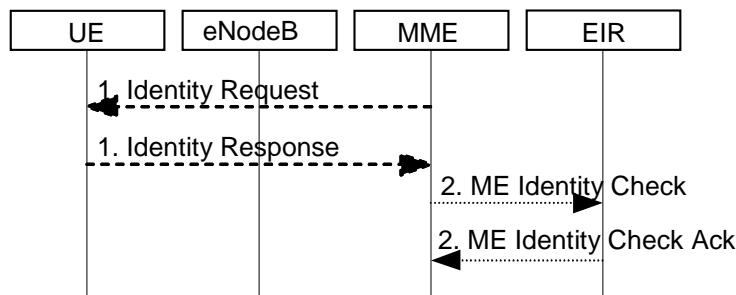 UE eNodeB MME EIR
1. Identity Request
1. Identity Response
2. ME Identity Check
2. ME Identity Check Ack